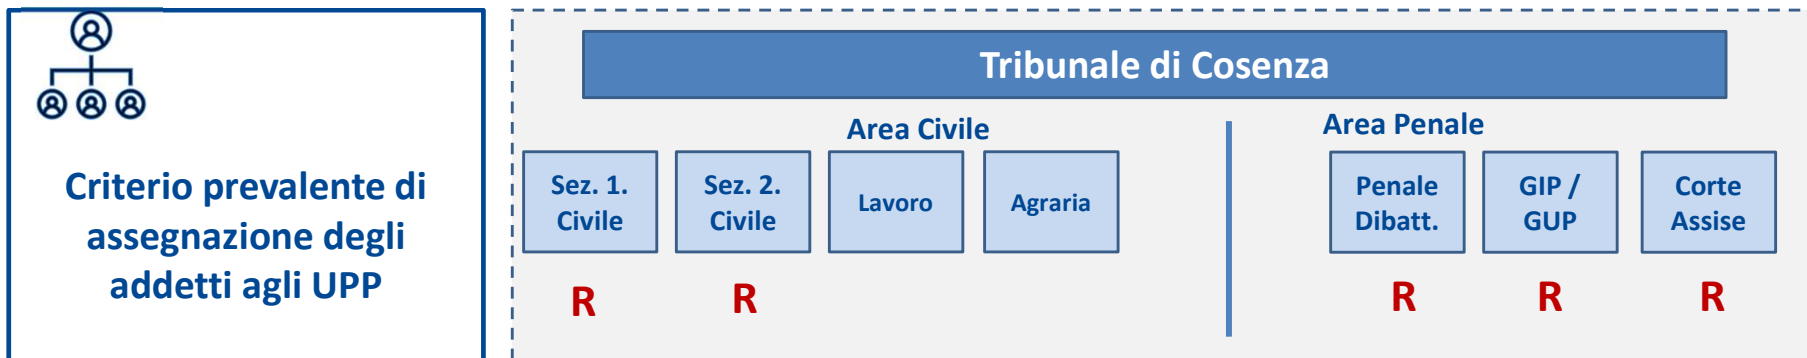 Criterio prevalente di
assegnazione degli
addetti agli UPP
Tribunale di Cosenza
Area Civile
Area Penale
Sez. 1.
Civile
Sez. 2.
Civile
Lavoro
Agraria
Penale
Dibatt.
GIP /
GUP
Corte
Assise
R
R
R
R
R